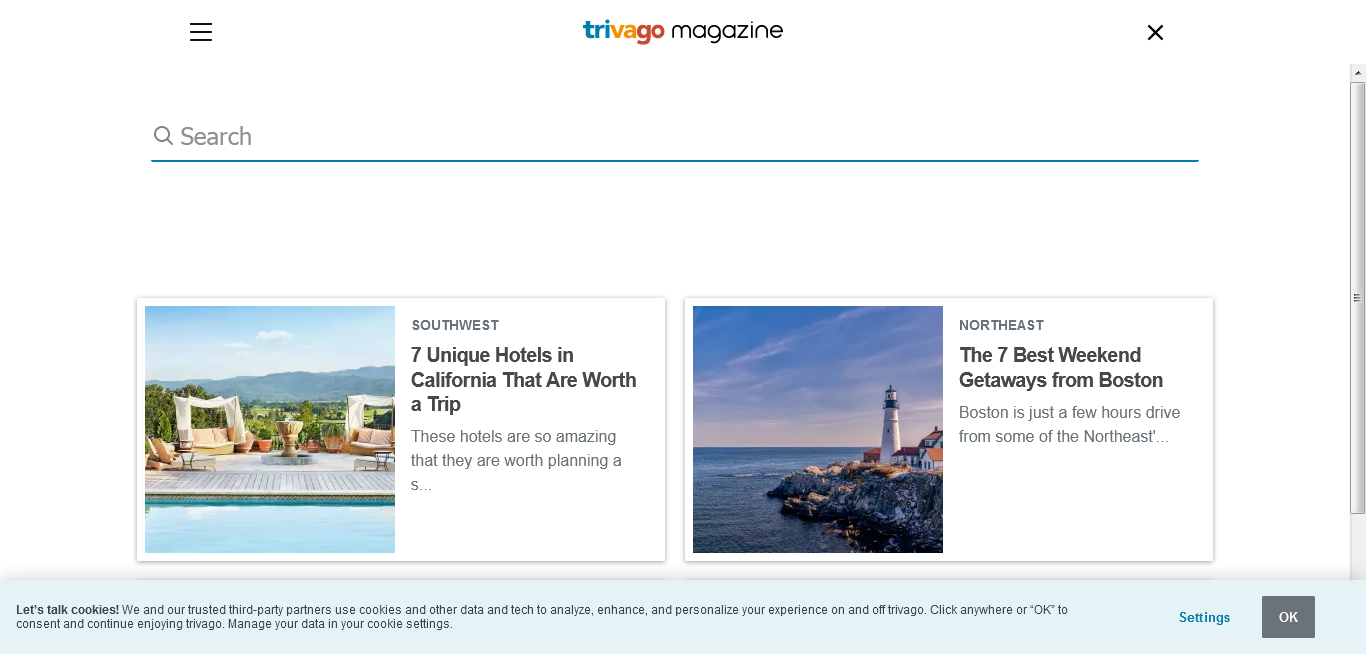 trivago magazine
Search
SOUTHWEST
7 Unique Hotels in
California That Are Worth
a Trip
These hotels are so amazing
that they are worth planning a
s...
NORTHEAST
The 7 Best Weekend
Getaways from Boston
Boston is just a few hours drive
from some of the Northeast'...
Let's talk cookies! We and our trusted third-party partners use cookies and other data and tech to analyze, enhance, and personalize your experience on and off trivago. Click anywhere or “OK” to
consent and continue enjoying trivago. Manage your data in your cookie settings.
Settings
OK